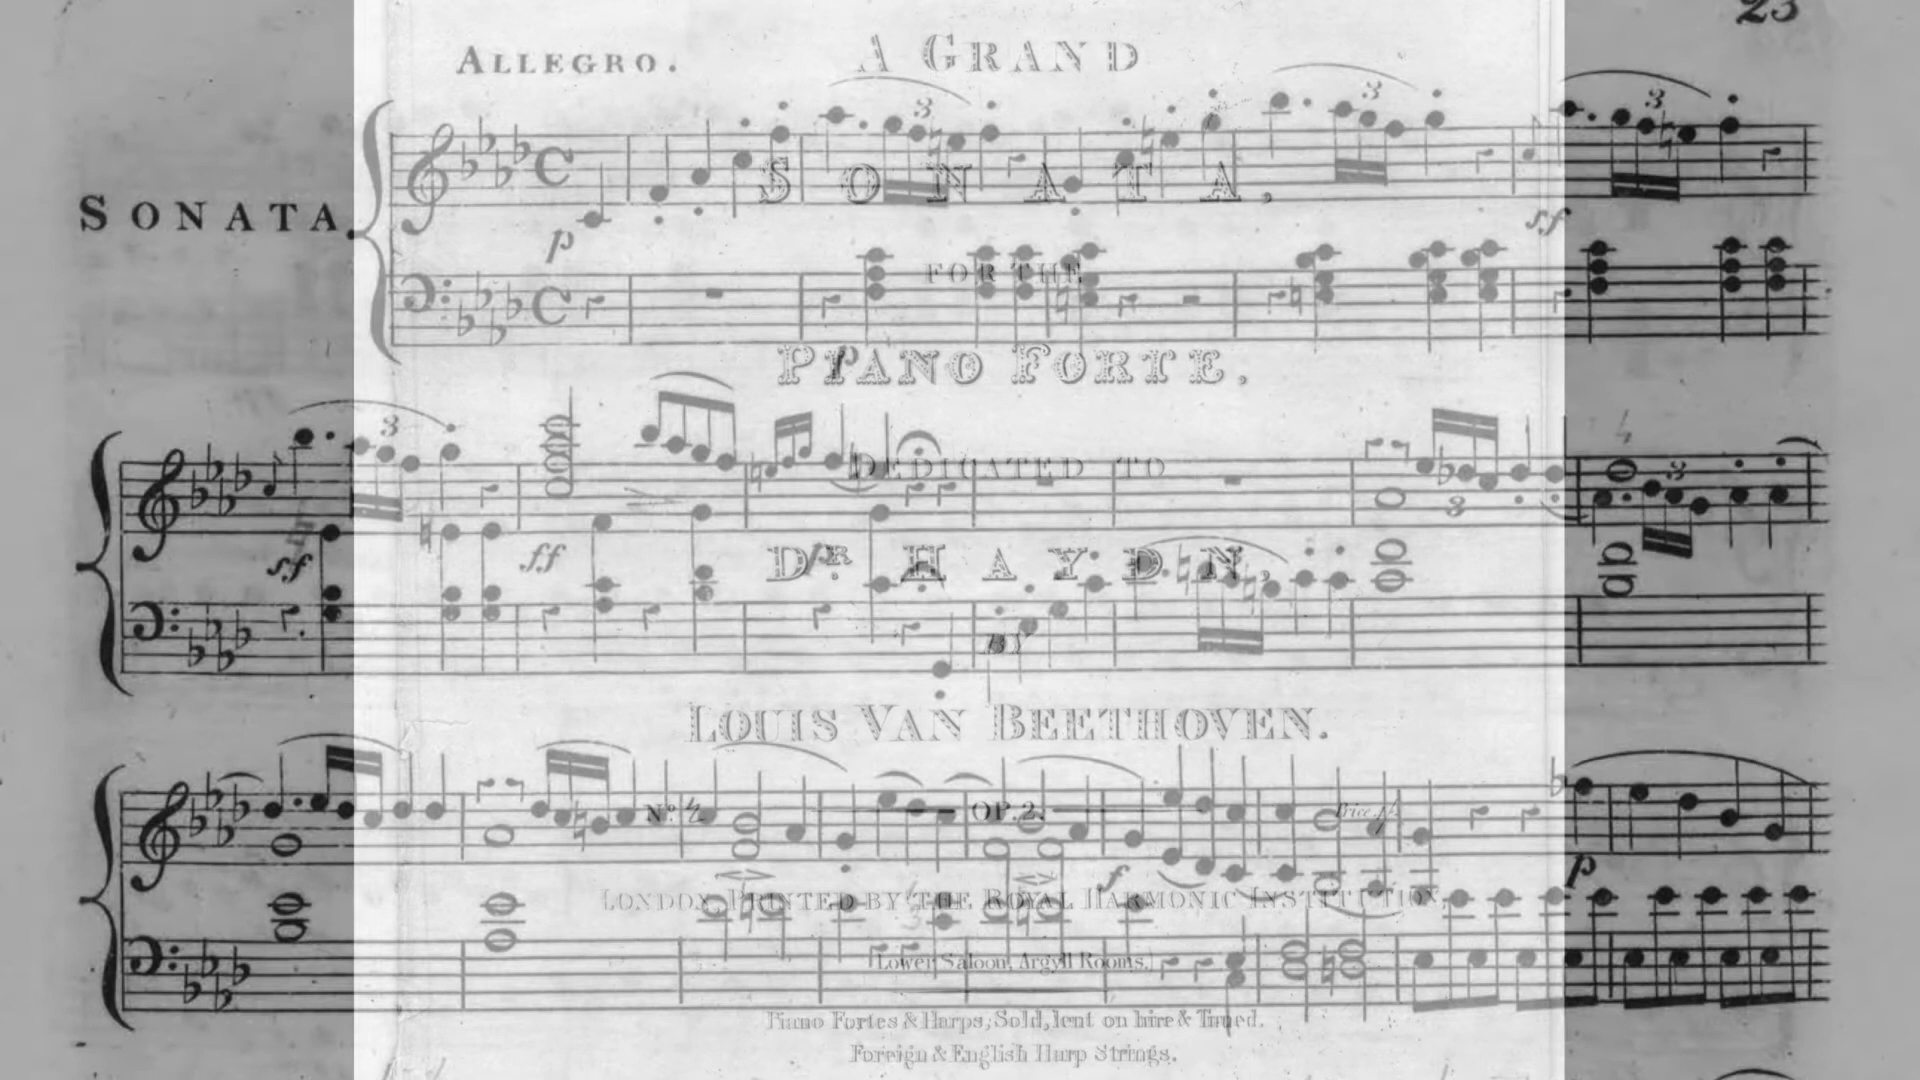 23
ALLEGRO.
A GRAND
SONATA,
SONATA.
FOR THE
PIANO FORTE,
DEDICATED TO
DR. HAYDN,
BY
LOUIS VAN BEETHOVEN.
No. 4 OP. 2.
LONDON, PRINTED BY THE ROYAL HARMONIC INSTITUTION,
(Lower Saloon, Argyll Rooms.)
Piano Fortes & Harps, Sold, lent on hire & Tuned.
Foreign & English Harp Strings.